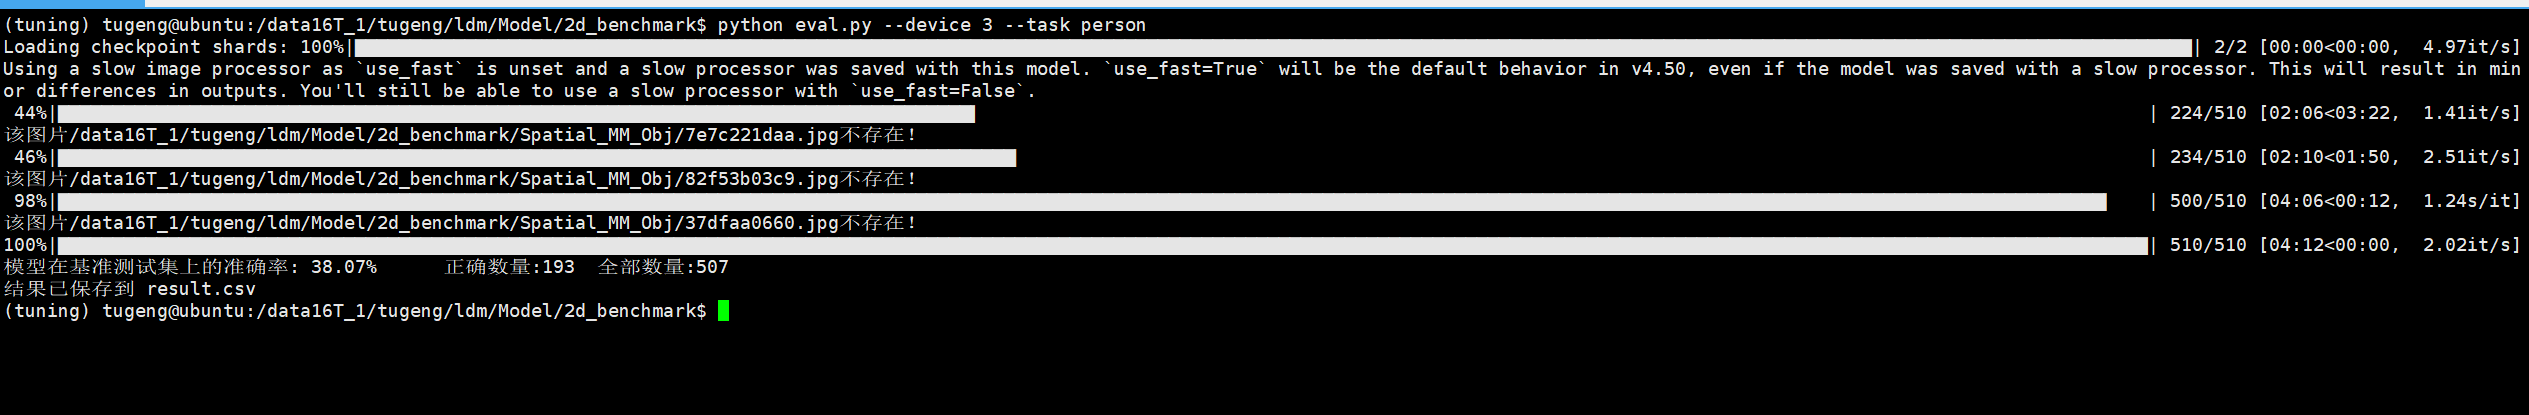 (tuning) tugeng@ubuntu:/data16T_1/tugeng/ldm/Model/2d_benchmark$ python eval.py --device 3 --task person
Loading checkpoint shards: 100%|| 2/2 [00:00<00:00,  4.97it/s]
Using a slow image processor as `use_fast` is unset and a slow processor was saved with this model. `use_fast=True` will be the default behavior in v4.50, even if the model was saved with a slow processor. This will result in min
or differences in outputs. You'll still be able to use a slow processor with `use_fast=False`.
 44%|| 224/510 [02:06<03:22,  1.41it/s]
该图片/data16T_1/tugeng/ldm/Model/2d_benchmark/Spatial_MM_Obj/7e7c221daa.jpg不存在!
 46%|| 234/510 [02:10<01:50,  2.51it/s]
该图片/data16T_1/tugeng/ldm/Model/2d_benchmark/Spatial_MM_Obj/82f53b03c9.jpg不存在!
 98%|| 500/510 [04:06<00:12,  1.24s/it]
该图片/data16T_1/tugeng/ldm/Model/2d_benchmark/Spatial_MM_Obj/37dfaa0660.jpg不存在!
100%|| 510/510 [04:12<00:00,  2.02it/s]
模型在基准测试集上的准确率: 38.07%      正确数量:193  全部数量:507
结果已保存到 result.csv
(tuning) tugeng@ubuntu:/data16T_1/tugeng/ldm/Model/2d_benchmark$